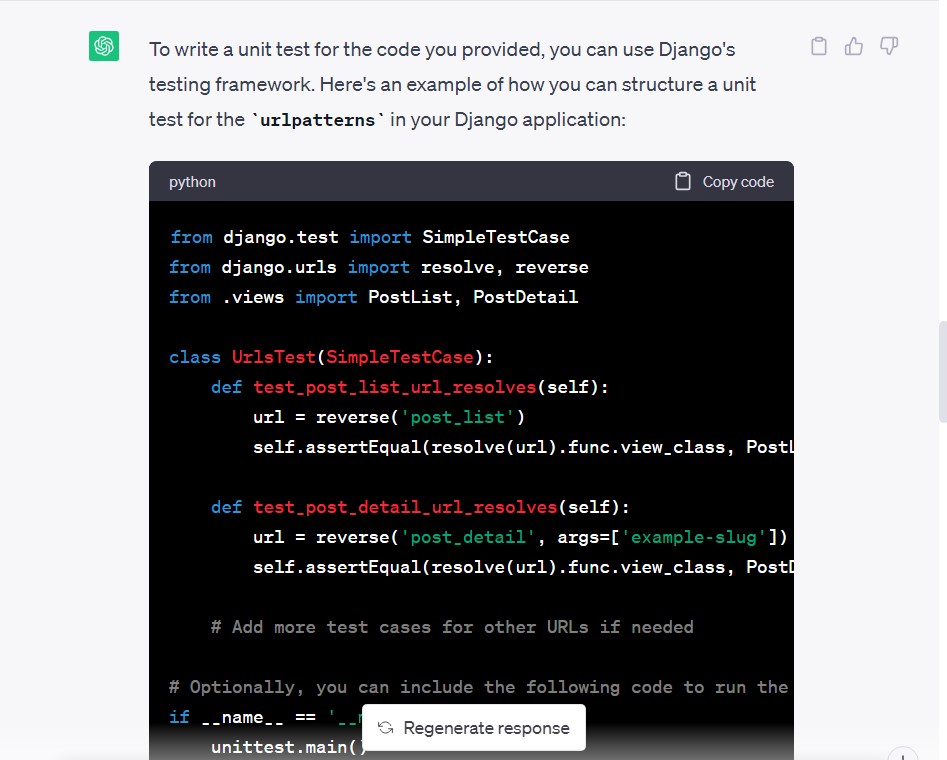 To write a unit test for the code you provided, you can use Django's
testing framework. Here's an example of how you can structure a unit
test for the `urlpatterns` in your Django application:
python
Copy code
from django.test import SimpleTestCase
from django.urls import resolve, reverse
from .views import PostList, PostDetail
class UrlsTest(SimpleTestCase):
    def test_post_list_url_resolves(self):
        url = reverse('post_list')
        self.assertEqual(resolve(url).func.view_class,
    def test_post_detail_url_resolves(self):
        url = reverse('post_detail', args=['example-slug'])
        self.assertEqual(resolve(url).func.view_class,
    # Add more test cases for other URLs if needed
# Optionally, you can include the following code to run the
if __name__ ==
    unittest.main()
Regenerate response